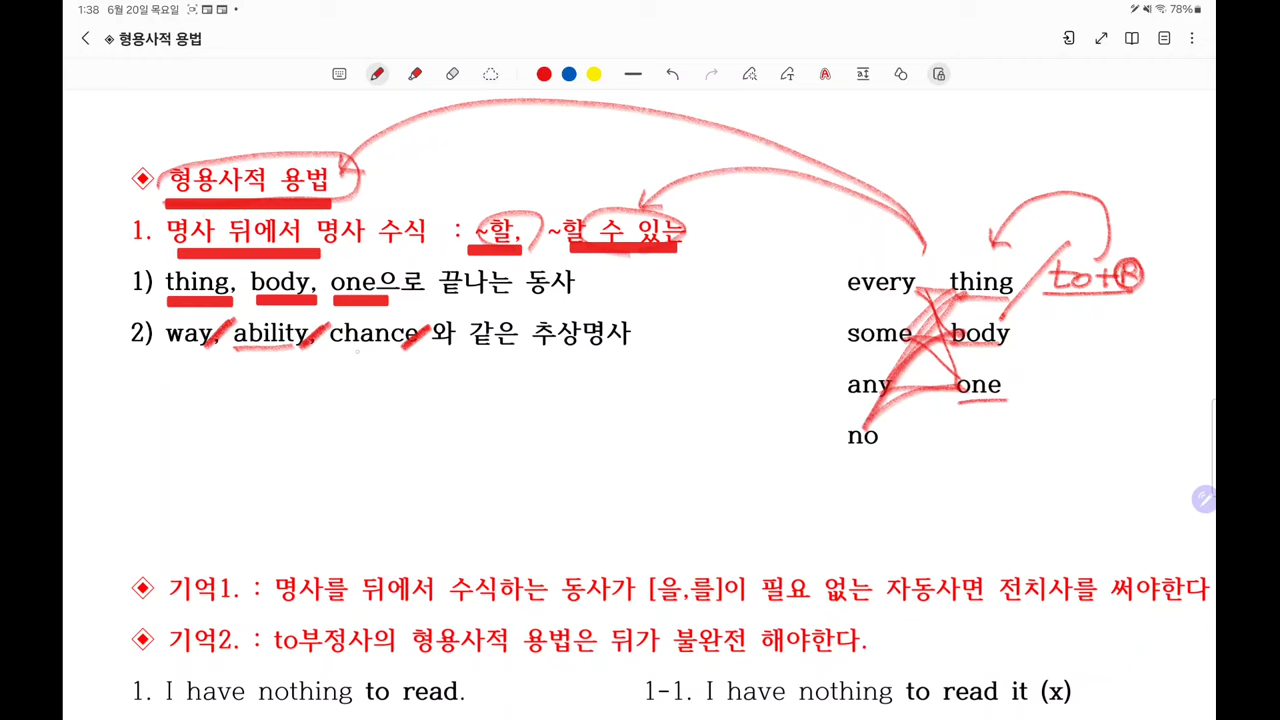 1:38 6월 20일 목요일 78%
형용사적 용법
◈ 형용사적 용법
1. 명사 뒤에서 명사 수식 : ~할, ~할 수 있는
1) thing, body, one으로 끝나는 동사
2) way, ability, chance 와 같은 추상명사
every thing to+R
some body
any one
no
◈ 기억1. : 명사를 뒤에서 수식하는 동사가 [을,를]이 필요 없는 자동사면 전치사를 써야한다
◈ 기억2. : to부정사의 형용사적 용법은 뒤가 불완전 해야한다.
1. I have nothing to read. 1-1. I have nothing to read it (x)